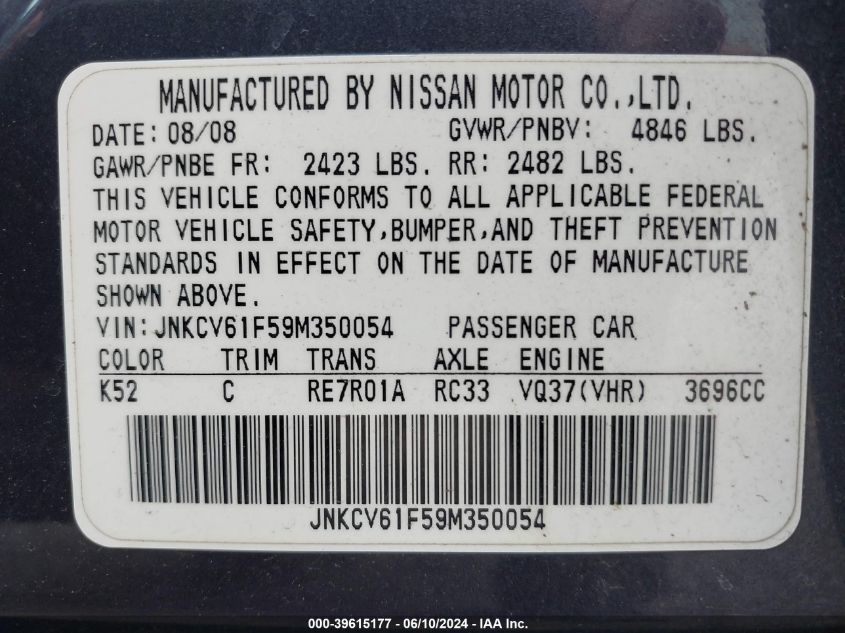 MANUFACTURED BY NISSAN MOTOR CO.,LTD.
DATE: 08/08 GVWR/PNBV: 4846 LBS.
GAWR/PNBE FR: 2423 LBS. RR: 2482 LBS.
THIS VEHICLE CONFORMS TO ALL APPLICABLE FEDERAL
MOTOR VEHICLE SAFETY,BUMPER,AND THEFT PREVENTION
STANDARDS IN EFFECT ON THE DATE OF MANUFACTURE
SHOWN ABOVE.
VIN:JNKCV61F59M350054 PASSENGER CAR
COLOR TRIM TRANS AXLE ENGINE
K52 C RE7R01A RC33 VQ37(VHR) 3696CC
JNKCV61F59M350054
000-39615177 - 06/10/2024 - IAA Inc.